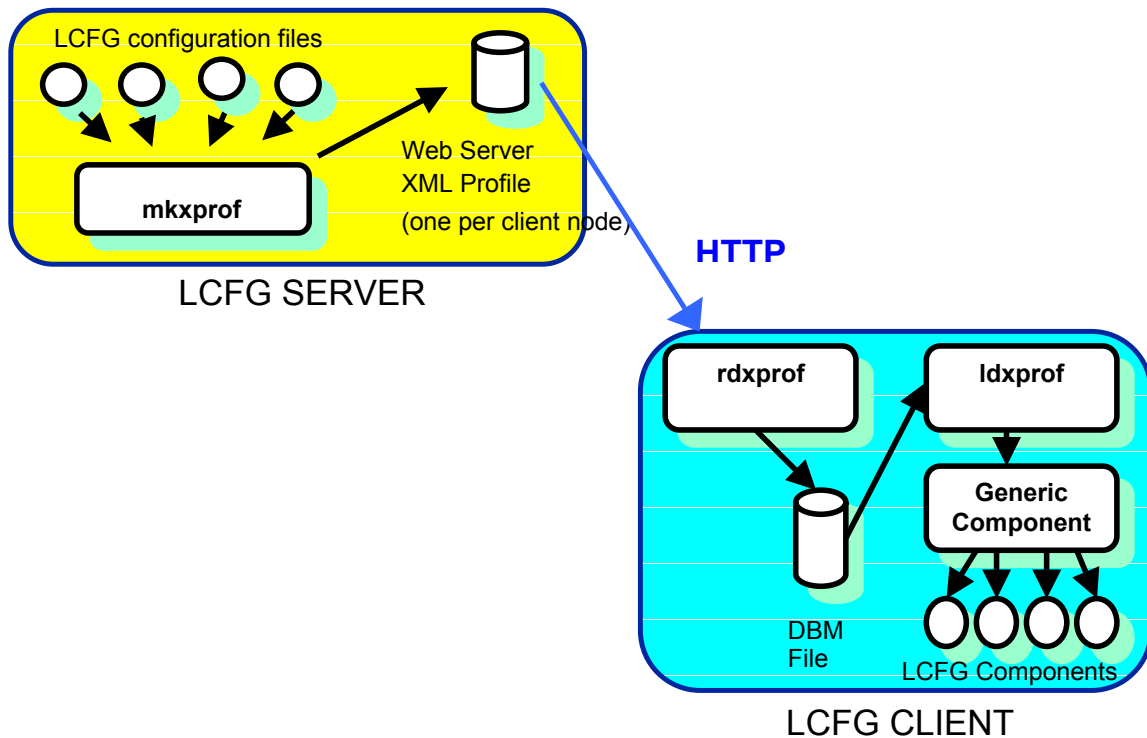 LCFG configuration files
mkxprof
Web Server
XML Profile
(one per client node)
LCFG SERVER
HTTP
rdxprof
ldxprof
Generic
Component
DBM
File
LCFG Components
LCFG CLIENT